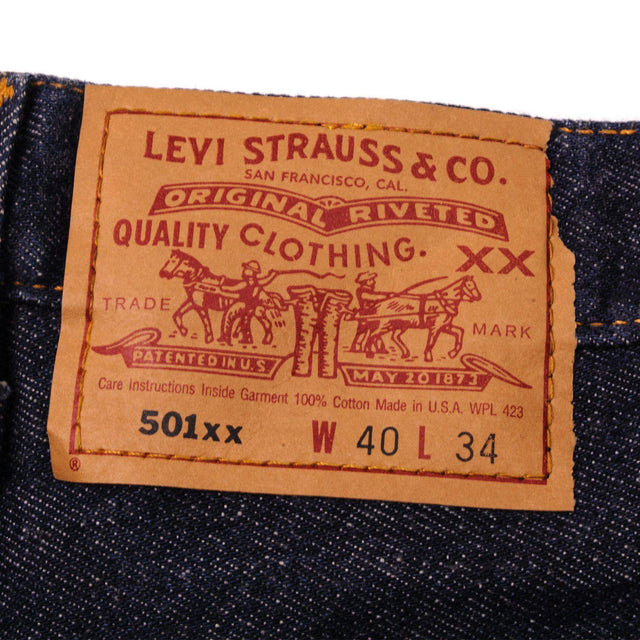 LEVI STRAUSS & CO.
SAN FRANCISCO, CAL.
ORIGINAL RIVETED
QUALITY CLOTHING. XX
TRADE MARK
PATENTED IN U.S. MAY 20 1873
Care Instructions Inside Garment 100% Cotton Made in U.S.A. WPL 423
501xx W 40 L 34
®